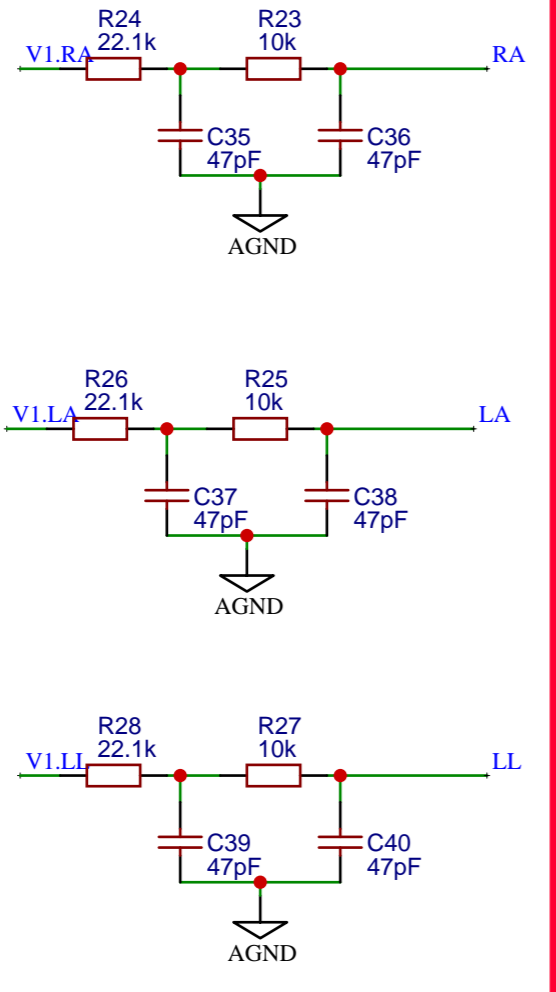 R24
22.1k
R23
10k
V1.RA
RA
C35
47pF
C36
47pF
AGND
R26
22.1k
R25
10k
V1.LA
LA
C37
47pF
C38
47pF
AGND
R28
22.1k
R27
10k
V1.LL
LL
C39
47pF
C40
47pF
AGND